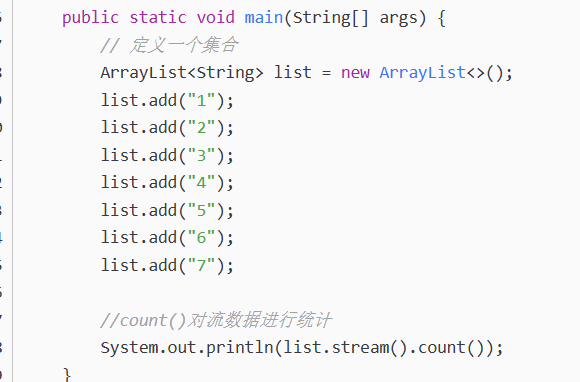 public static void main(String[] args) {
// 定义一个集合
ArrayList<String> list = new ArrayList<>();
list.add("1");
list.add("2");
list.add("3");
list.add("4");
list.add("5");
list.add("6");
list.add("7");
//count()对流数据进行统计
System.out.println(list.stream().count());
}